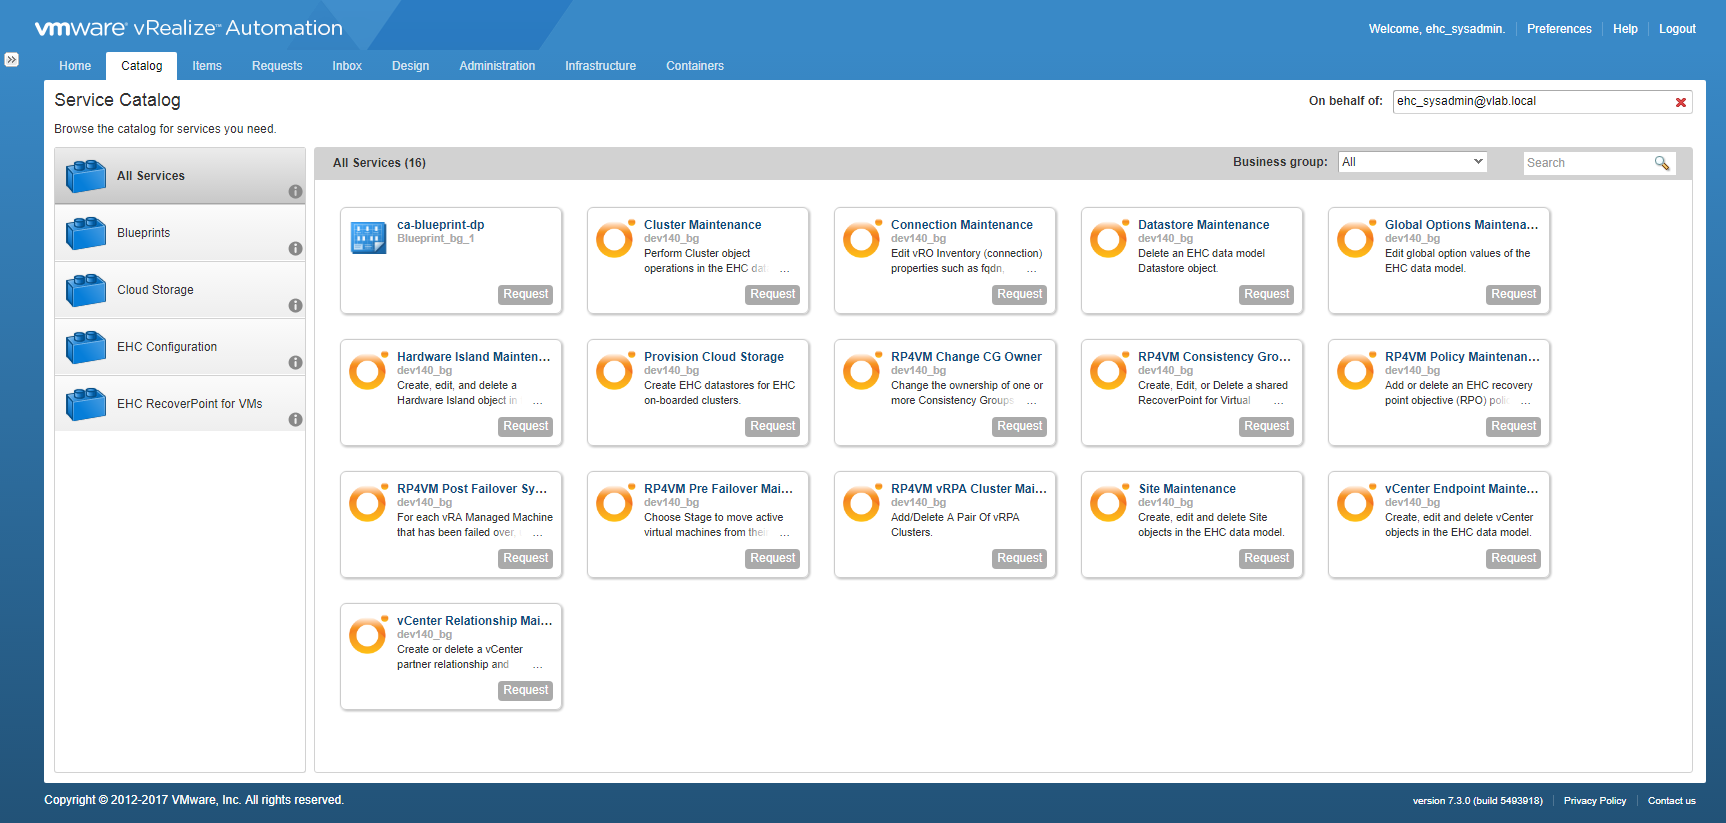 vmware vRealize™ Automation
Welcome, ehc_sysadmin. Preferences Help Logout
Home Catalog Items Requests Inbox Design Administration Infrastructure Containers
Service Catalog
On behalf of: ehc_sysadmin@vlab.local
Browse the catalog for services you need.
All Services
Blueprints
Cloud Storage
EHC Configuration
EHC RecoverPoint for VMs
All Services (16)
Business group: All
Search
ca-blueprint-dp
Blueprint_bg_1
Request
Cluster Maintenance
dev140_bg
Perform Cluster object
operations in the EHC da ...
Request
Connection Maintenance
dev140_bg
Edit vRO Inventory (connection)
properties such as fqdn, ...
Request
Datastore Maintenance
dev140_bg
Delete an EHC data model
Datastore object.
Request
Global Options Maintena...
dev140_bg
Edit global option values of the
EHC data model.
Request
Hardware Island Mainten...
dev140_bg
Create, edit, and delete a
Hardware Island object in ...
Request
Provision Cloud Storage
dev140_bg
Create EHC datastores for EHC
on-boarded clusters.
Request
RP4VM Change CG Owner
dev140_bg
Change the ownership of one or
more Consistency Groups ...
Request
RP4VM Consistency Gro...
dev140_bg
Create, Edit, or Delete a shared
RecoverPoint for Virtual ...
Request
RP4VM Policy Maintenan...
dev140_bg
Add or delete an EHC recovery
point objective (RPO) poli ...
Request
RP4VM Post Failover Sy...
dev140_bg
For each vRA Managed Machine
that has been failed over, ...
Request
RP4VM Pre Failover Mai...
dev140_bg
Choose Stage to move active
virtual machines from their ...
Request
RP4VM vRPA Cluster Mai...
dev140_bg
Add/Delete A Pair Of vRPA
Clusters.
Request
Site Maintenance
dev140_bg
Create, edit and delete Site
objects in the EHC data model.
Request
vCenter Endpoint Mainte...
dev140_bg
Create, edit and delete vCenter
objects in the EHC data model.
Request
vCenter Relationship Mai...
dev140_bg
Create or delete a vCenter
partner relationship and ...
Request
Copyright © 2012-2017 VMware, Inc. All rights reserved.
version 7.3.0 (build 5493918) Privacy Policy Contact us